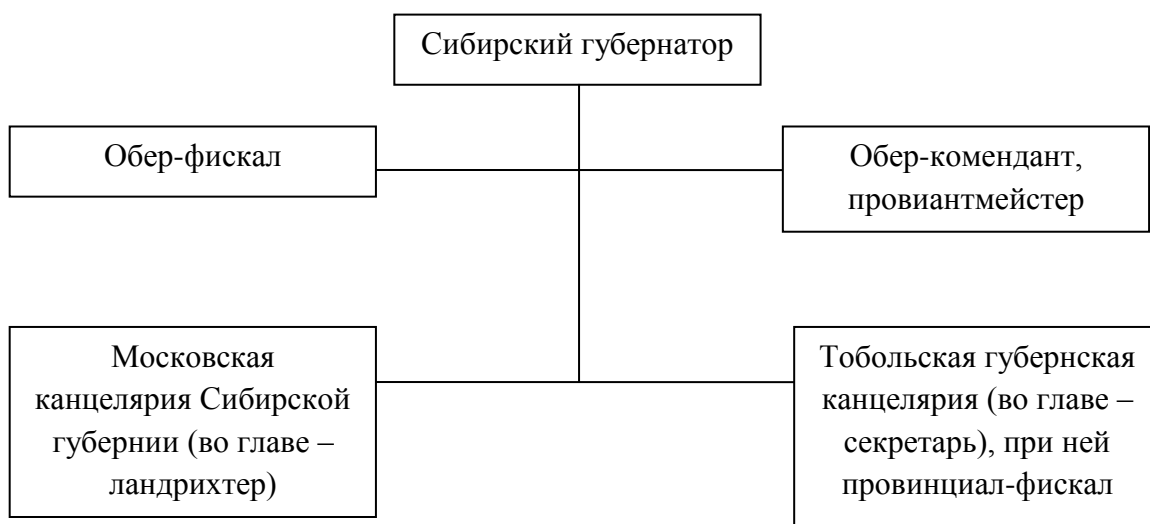 Сибирский губернатор
Обер-фискал
Обер-комендант,
провиантмейстер
Московская
канцелярия Сибирской
губернии (во главе –
ландрихтер)
Тобольская губернская
канцелярия (во главе –
секретарь), при ней
провинциал-фискал